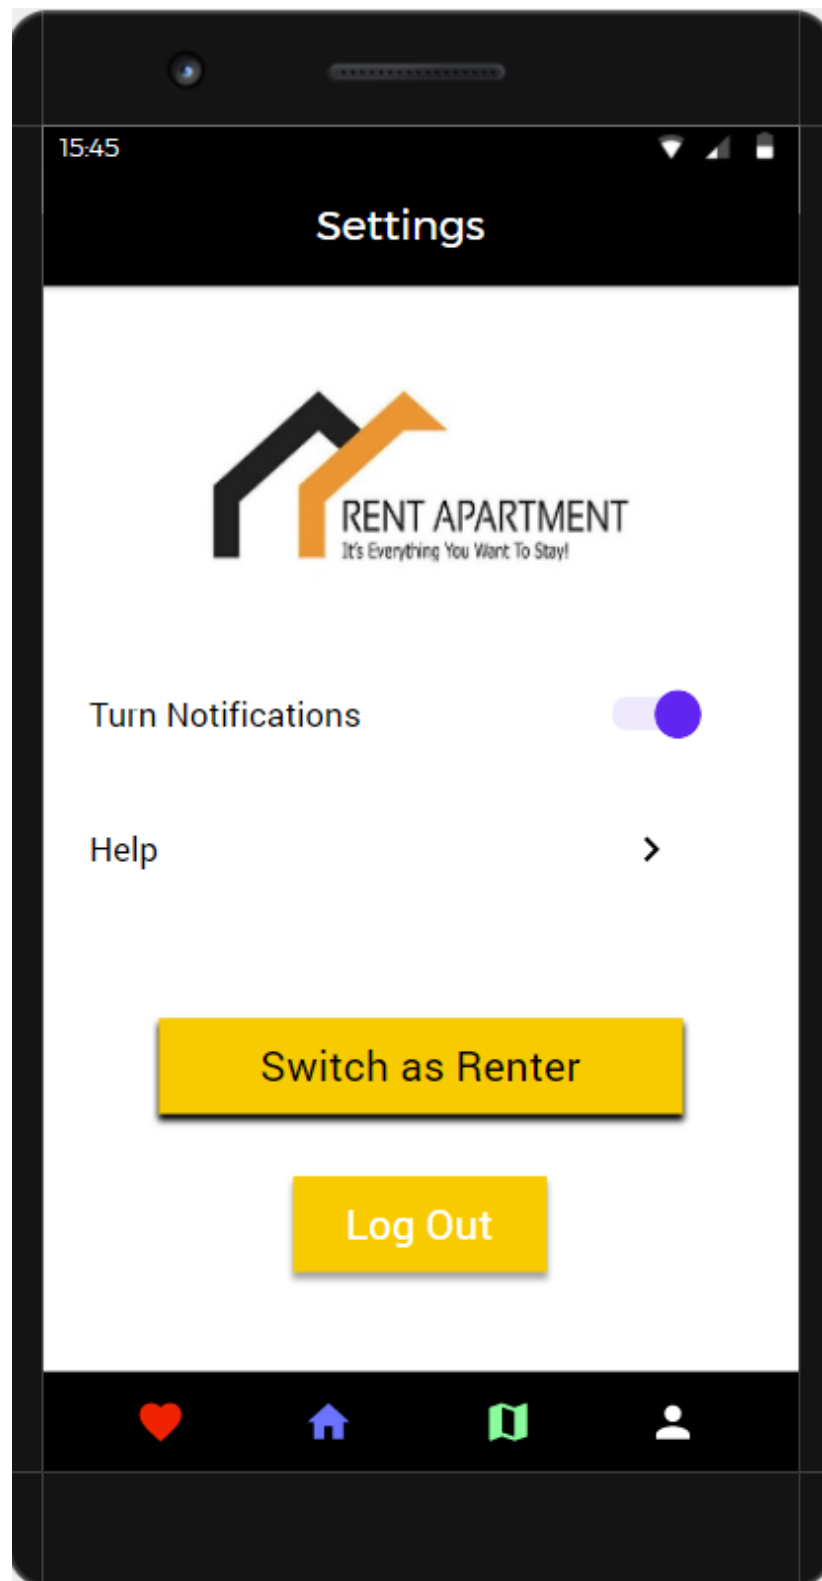 15:45
Settings
RENT APARTMENT
It's Everything You Want To Stay!
Turn Notifications
Help
Switch as Renter
Log Out